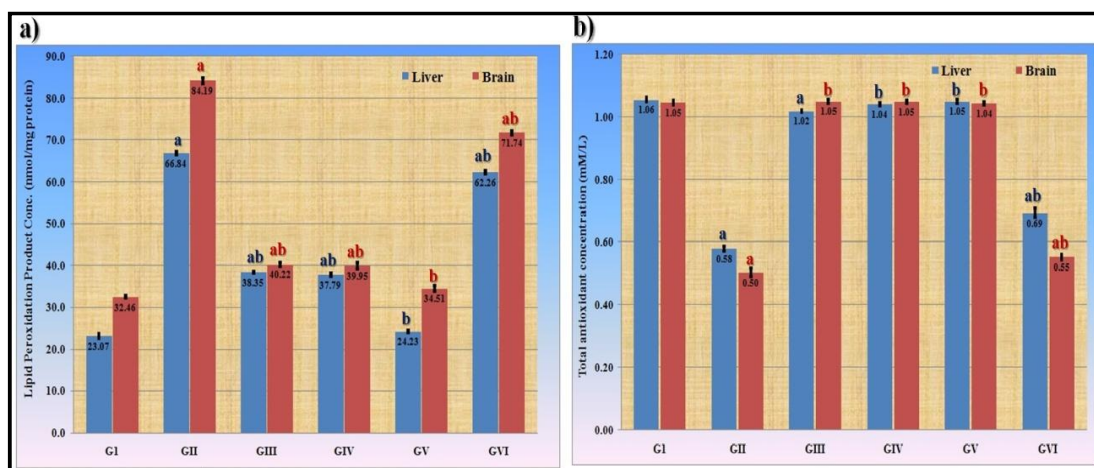 a)
Lipid Peroxidation Product Conc. (nmol/mg protein)
90.0
80.0
70.0
60.0
50.0
40.0
30.0
20.0
10.0
0.0
Liver Brain
a
a
ab ab
ab ab
b
b
ab
ab
23.07 32.46
66.84 84.19
38.35 40.22
37.79 39.95
24.23 34.51
62.26 71.74
G1 GII GIII GIV GV GVI
b)
Total antioxidant concentration (mM/L)
1.20
1.00
0.80
0.60
0.40
0.20
0.00
Liver Brain
a
a
a b
b b
b b
ab
ab
1.06 1.05
0.58 0.50
1.02 1.05
1.04 1.05
1.05 1.04
0.69 0.55
G1 GII GIII GIV GV GVI